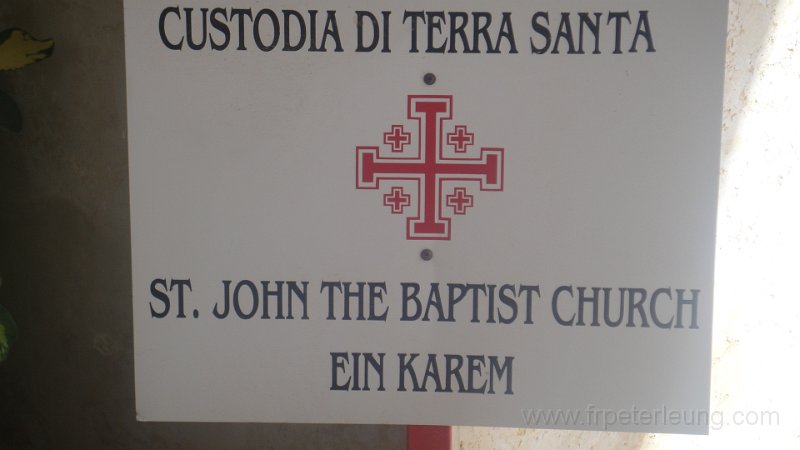 CUSTODIA DI TERRA SANTA
ST. JOHN THE BAPTIST CHURCH
EIN KAREM
www.frpeterleung.com